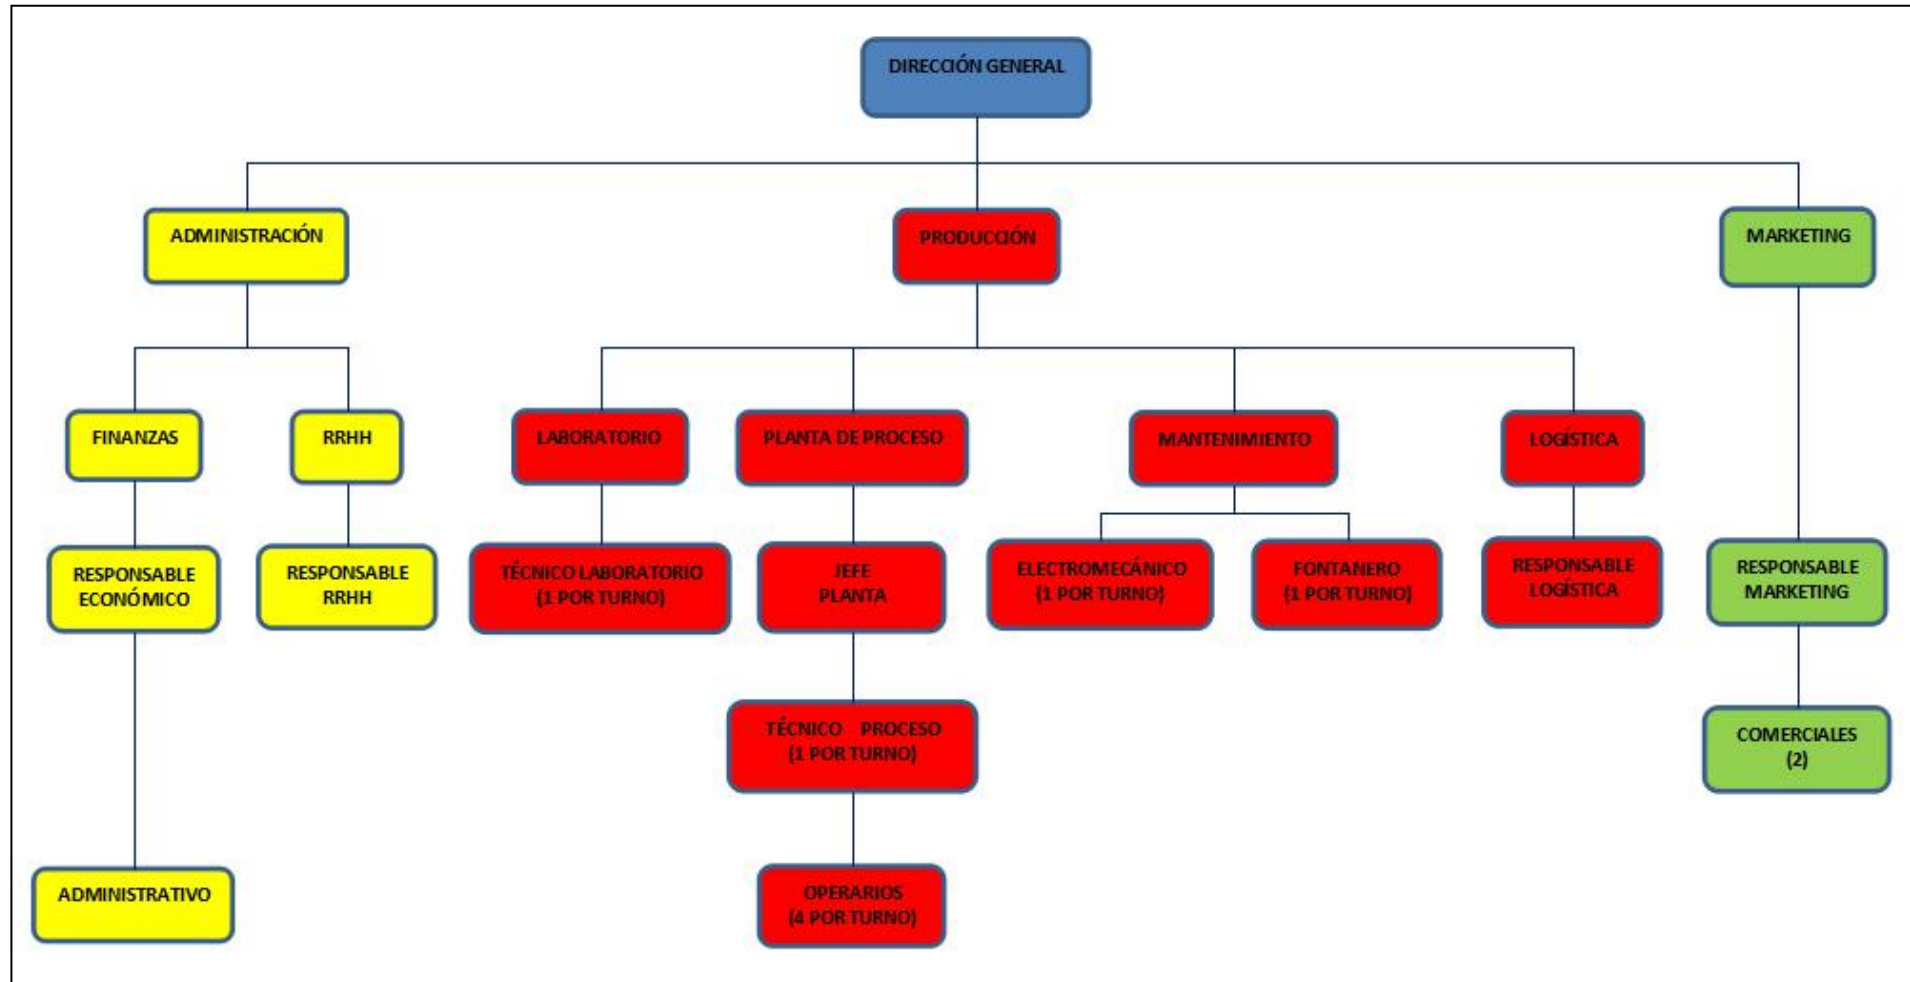 DIRECCIÓN GENERAL
ADMINISTRACIÓN
PRODUCCIÓN
MARKETING
FINANZAS
RRHH
LABORATORIO
PLANTA DE PROCESO
MANTENIMIENTO
LOGÍSTICA
RESPONSABLE
ECONÓMICO
RESPONSABLE
RRHH
TÉCNICO LABORATORIO
(1 POR TURNO)
JEFE
PLANTA
ELECTROMECÁNICO
(1 POR TURNO)
FONTANERO
(1 POR TURNO)
RESPONSABLE
LOGÍSTICA
RESPONSABLE
MARKETING
TÉCNICO PROCESO
(1 POR TURNO)
COMERCIALES
(2)
ADMINISTRATIVO
OPERARIOS
(4 POR TURNO)